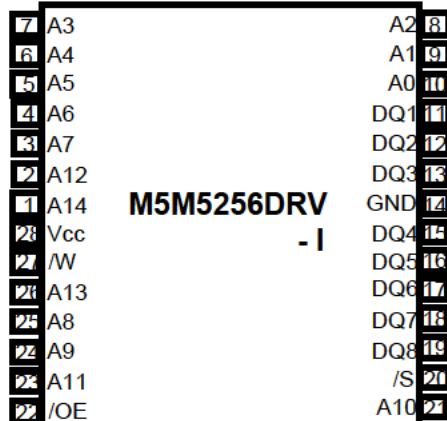 7 A3 A2 8
6 A4 A1 9
5 A5 A0 10
4 A6 DQ1 11
3 A7 DQ2 12
2 A12 DQ3 13
1 A14 M5M5256DRV GND 14
28 Vcc - I DQ4 15
27 /W DQ5 16
26 A13 DQ6 17
25 A8 DQ7 18
24 A9 DQ8 19
23 A11 /S 20
22 /OE A10 21